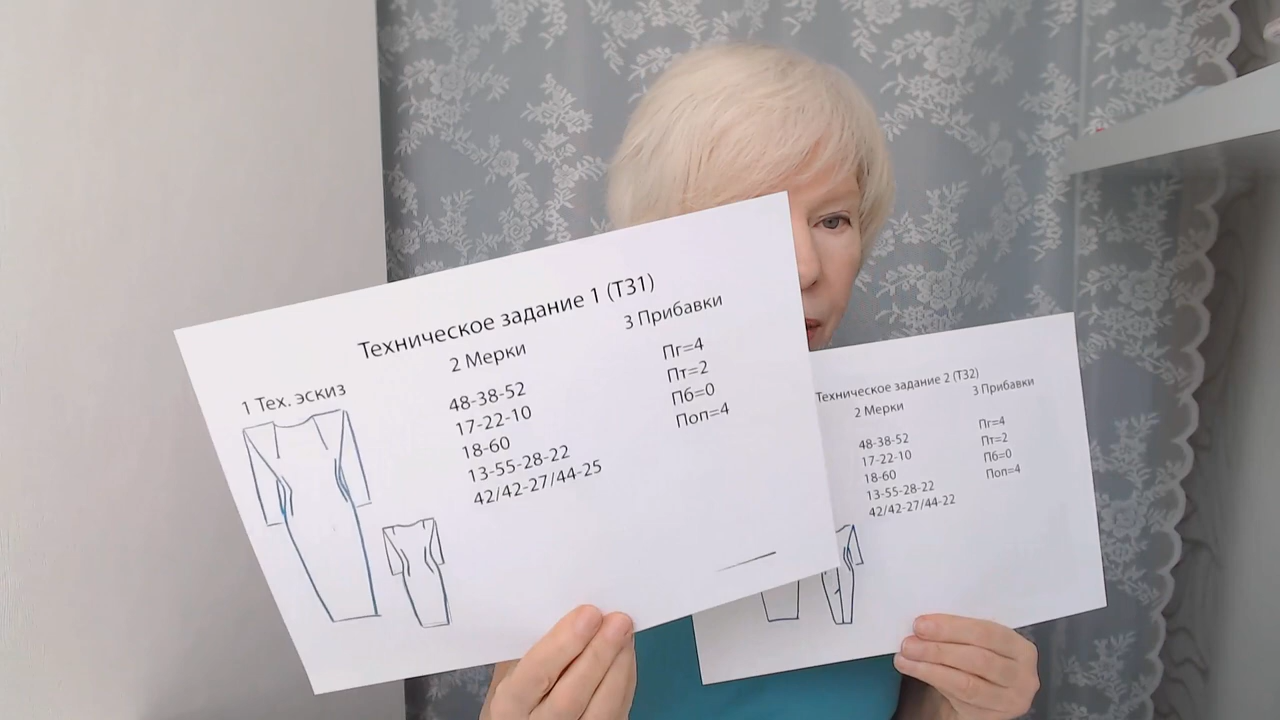 Техническое задание 1 (ТЗ1)
1 Тех. эскиз
2 Мерки
48-38-52
17-22-10
18-60
13-55-28-22
42/42-27/44-25
3 Прибавки
Пг=4
Пт=2
Пб=0
Поп=4
Техническое задание 2 (ТЗ2)
2 Мерки
48-38-52
17-22-10
18-60
13-55-28-22
42/42-27/44-22
3 Прибавки
Пг=4
Пт=2
Пб=0
Поп=4